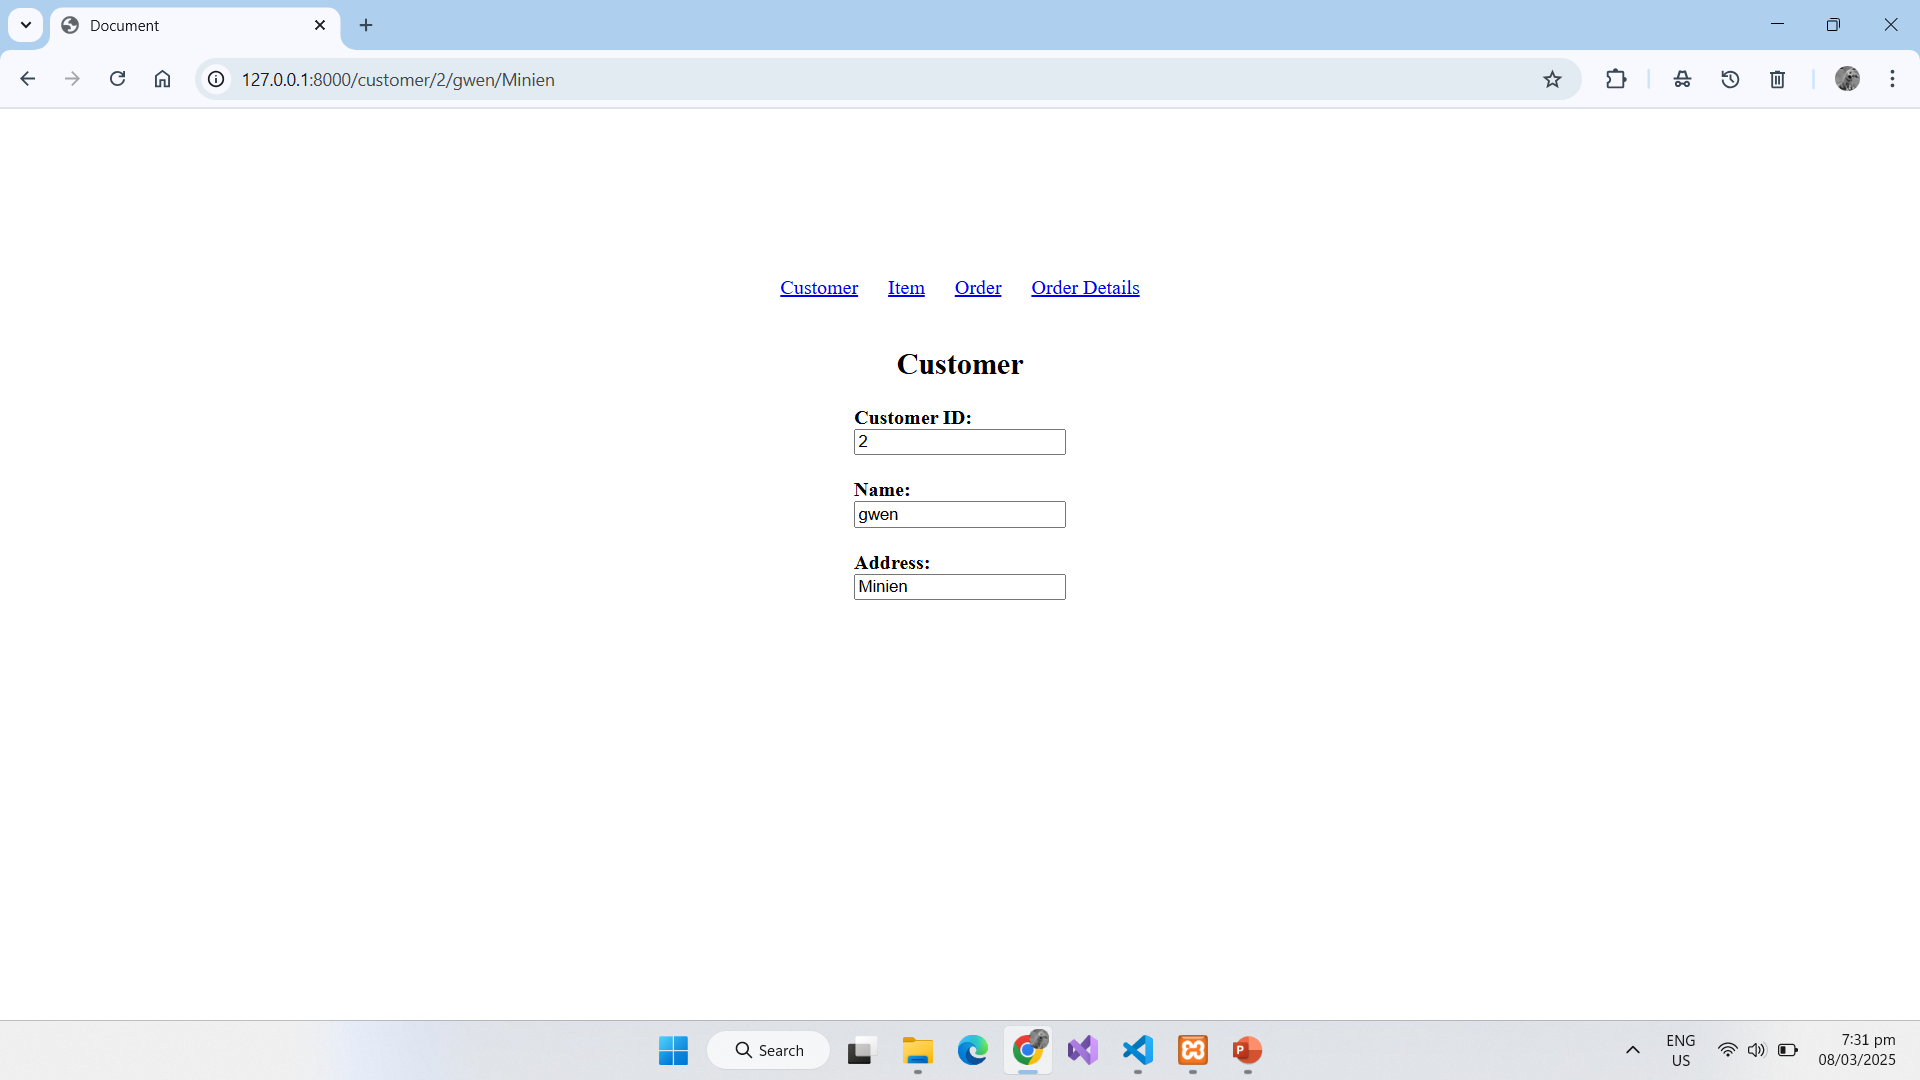 Document
127.0.0.1:8000/customer/2/gwen/Minien
Customer Item Order Order Details
Customer
Customer ID:
2
Name:
gwen
Address:
Minien
Search
P
ENG
US
7:31 pm
08/03/2025